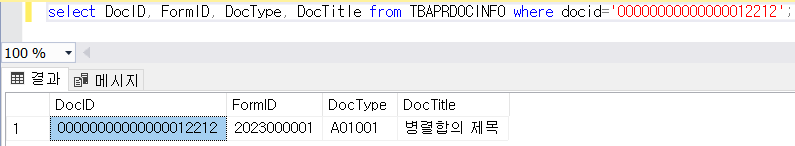 select DocID, FormID, DocType, DocTitle from TBAPRDOCINFO where docid='00000000000000012212';
100 %
결과 메시지
DocID FormID DocType DocTitle
1 00000000000000012212 2023000001 A01001 병렬합의 제목